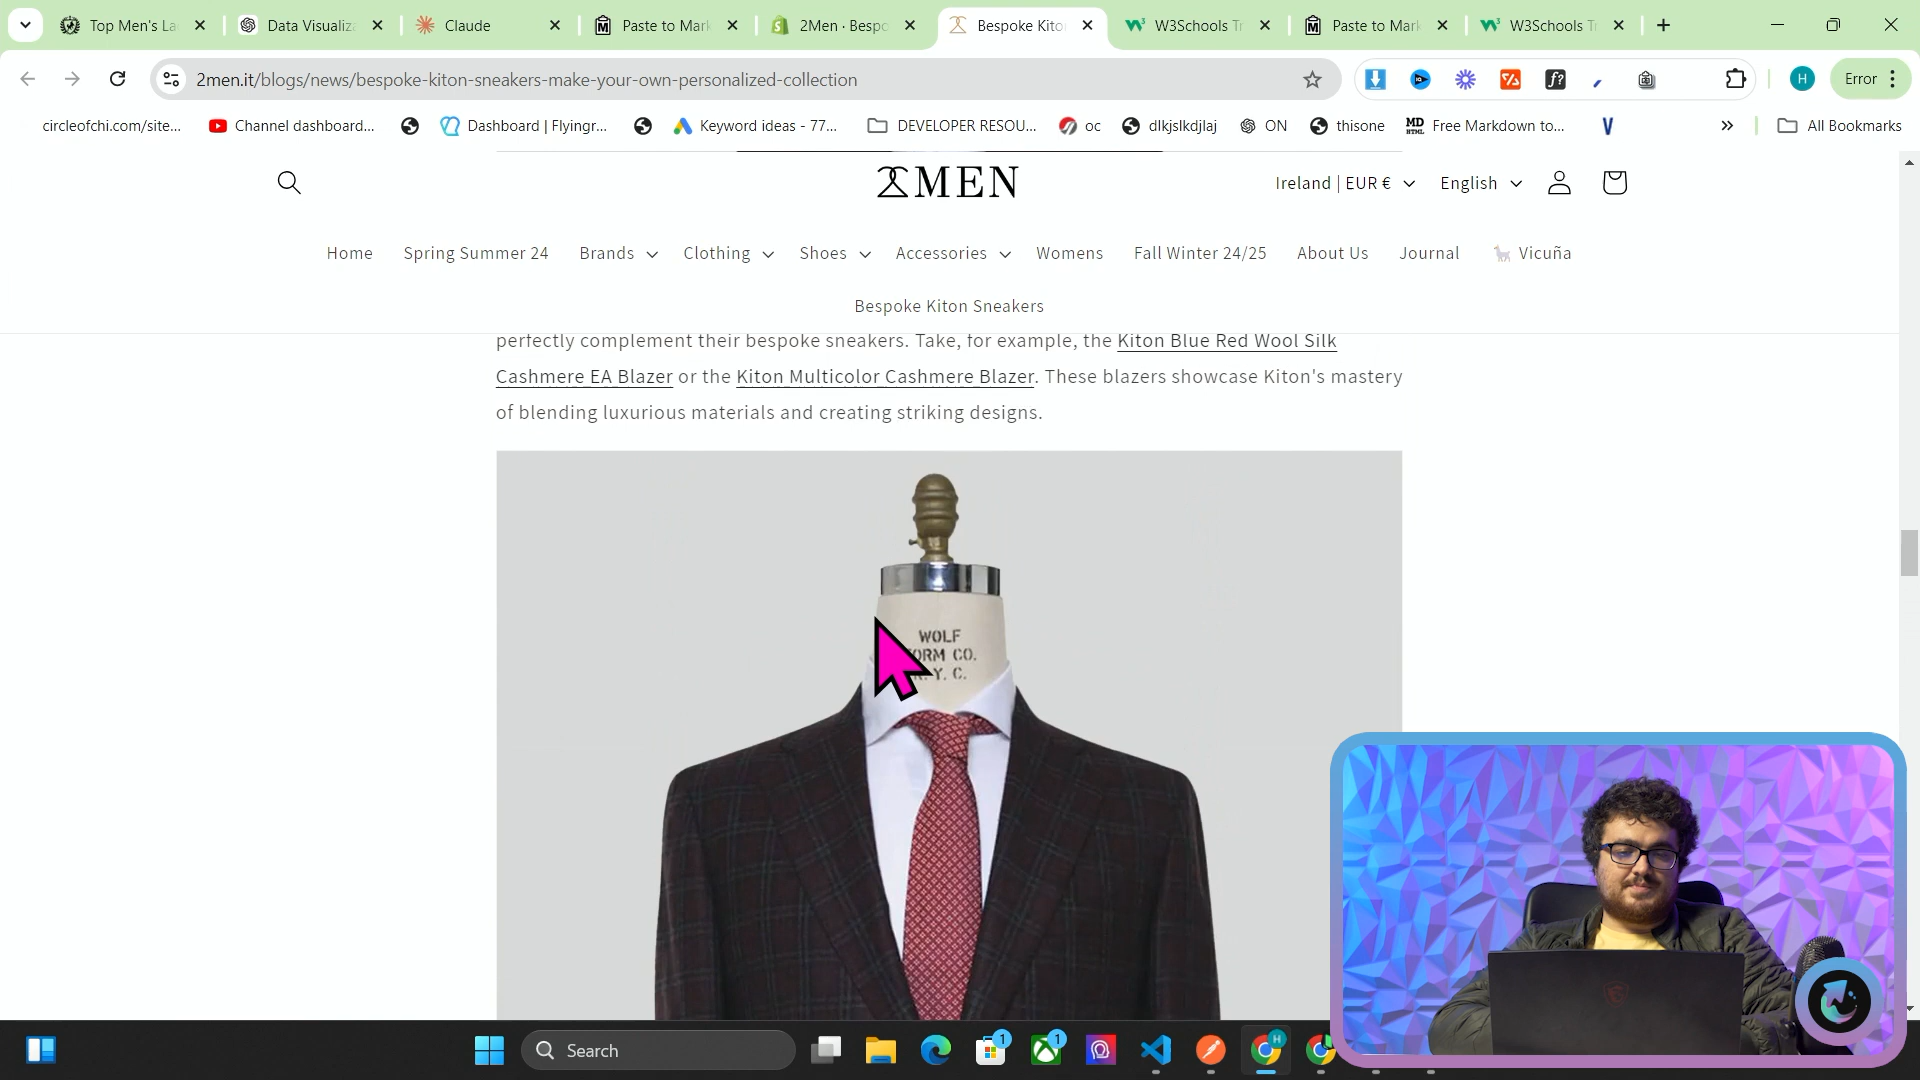 Top Men's La
Data Visualiza
Claude
Paste to Mark
2Men · Bespo
Bespoke Kito
W3Schools Tr
Paste to Mark
W3Schools Tr
2men.it/blogs/news/bespoke-kiton-sneakers-make-your-own-personalized-collection
H
Error
circleofchi.com/site...
Channel dashboard...
Dashboard | Flyingr...
Keyword ideas - 77...
DEVELOPER RESOU...
oc
dlkjslkdjlaj
ON
thisone
Free Markdown to...
All Bookmarks
2MEN
Ireland | EUR €
English
Home
Spring Summer 24
Brands
Clothing
Shoes
Accessories
Womens
Fall Winter 24/25
About Us
Journal
Vicuña
Bespoke Kiton Sneakers
perfectly complement their bespoke sneakers. Take, for example, the Kiton Blue Red Wool Silk
Cashmere EA Blazer or the Kiton Multicolor Cashmere Blazer. These blazers showcase Kiton's mastery
of blending luxurious materials and creating striking designs.
WOLF
ORM CO.
Y. C.
Search